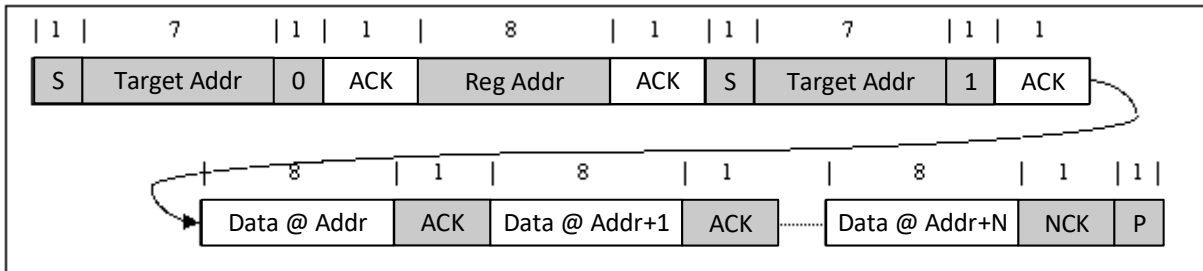 | 1 | 7 | 1 | 1 | 8 | 1 | 1 | 7 | 1 | 1
S Target Addr 0 ACK Reg Addr ACK S Target Addr 1 ACK
| 8 | 1 | 8 | 1 | 8 | 1 | 1 |
Data @ Addr ACK Data @ Addr+1 ACK Data @ Addr+N NCK P